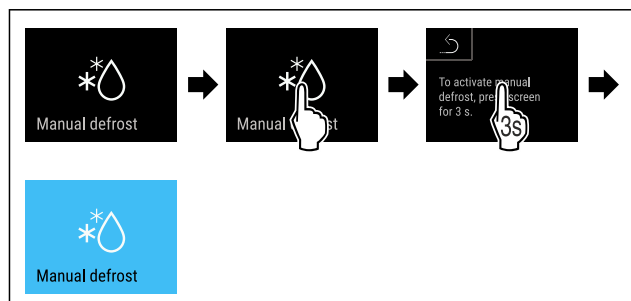 Manual defrost
Manual st
To activate manual
defrost, press screen
for 3 s.
3s
Manual defrost